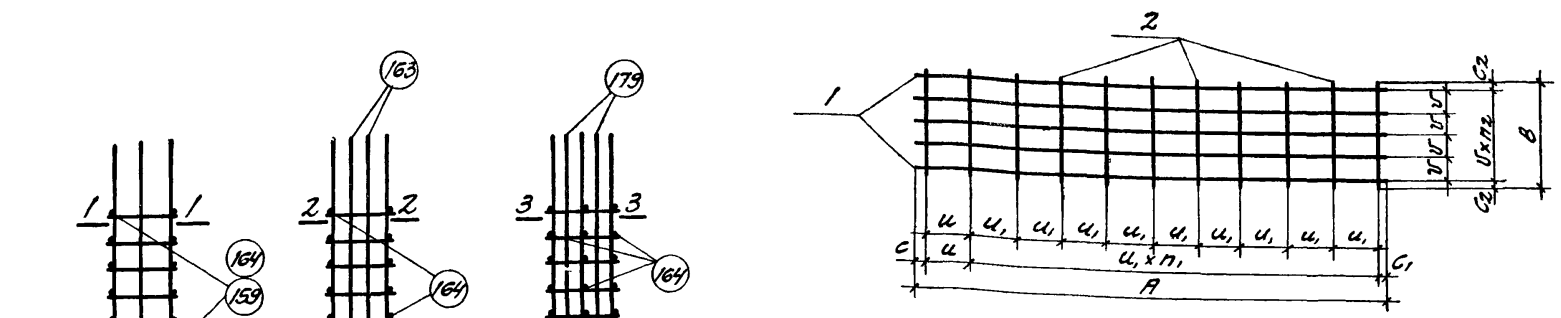 163
179
2
1
1 1
2 2
3 3
164
159
164
164
C2
v v v v
v×n2
B
C2
u u₁ u₁ u₁ u₁ u₁ u₁ u₁ u₁ u₁
c u u₁×n₁ c₁
A